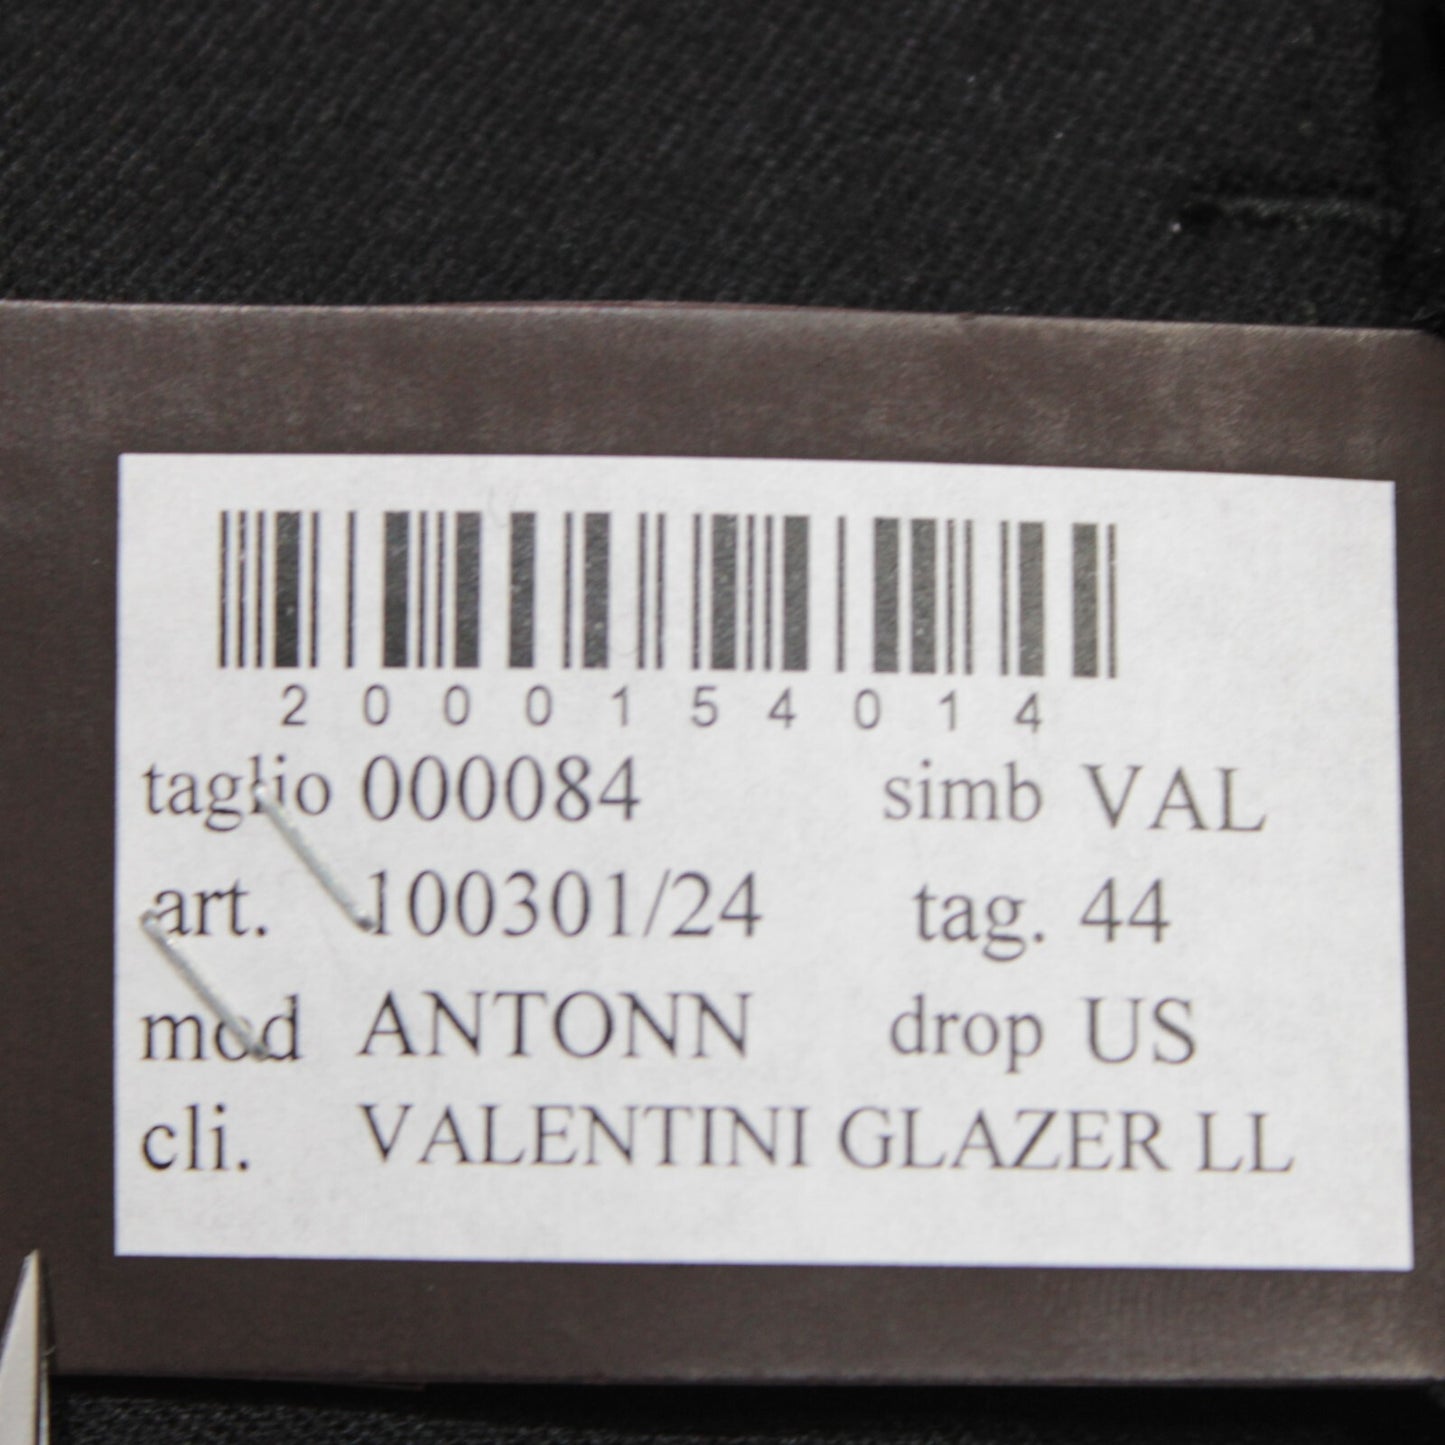 2000154014
taglio 000084 simb VAL
art. 100301/24 tag. 44
mod ANTONN drop US
cli. VALENTINI GLAZER LL